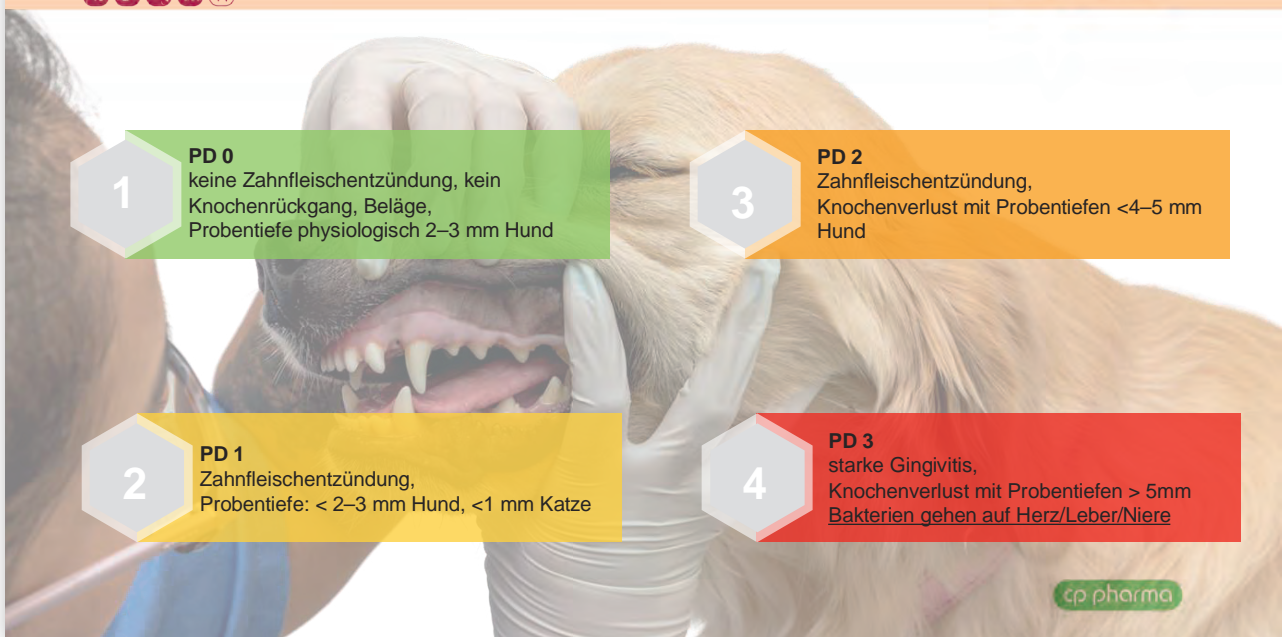 1
PD 0
keine Zahnfleischentzündung, kein
Knochenrückgang, Beläge,
Probentiefe physiologisch 2–3 mm Hund
2
PD 1
Zahnfleischentzündung,
Probentiefe: < 2–3 mm Hund, <1 mm Katze
3
PD 2
Zahnfleischentzündung,
Knochenverlust mit Probentiefen <4–5 mm
Hund
4
PD 3
starke Gingivitis,
Knochenverlust mit Probentiefen > 5mm
Bakterien gehen auf Herz/Leber/Niere
cp pharma